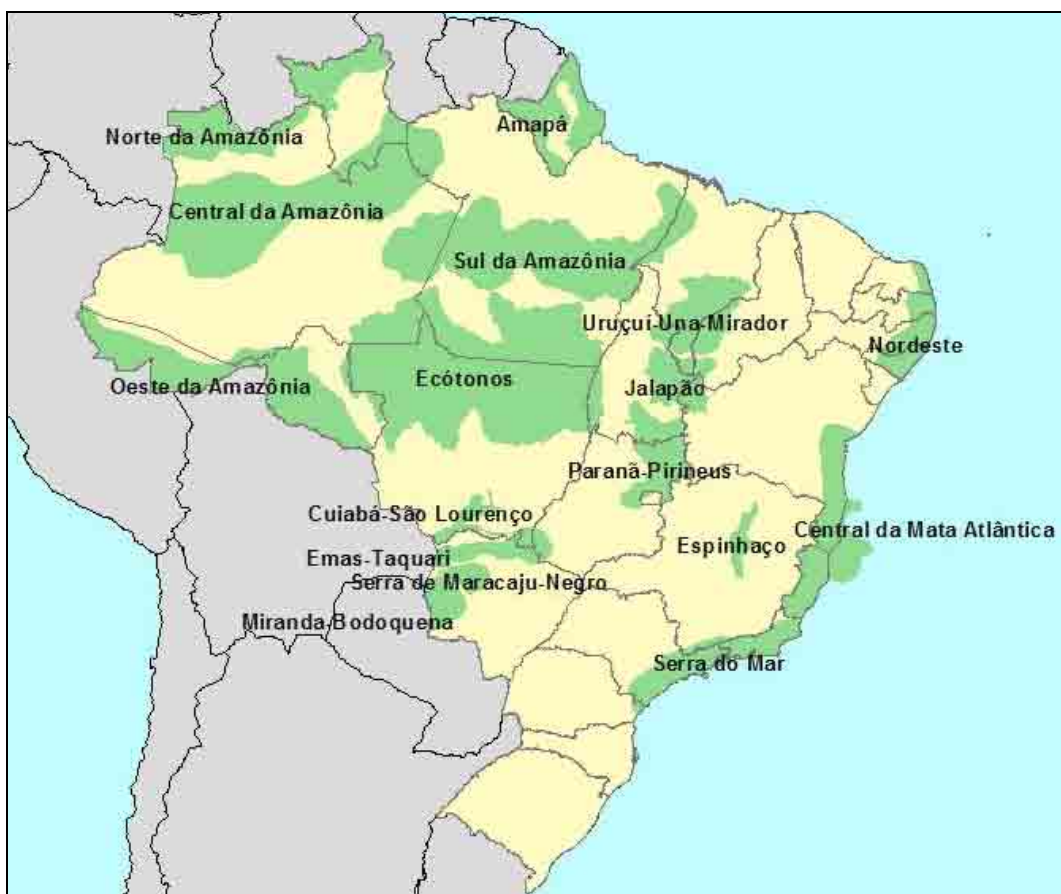 Amapá
Norte da Amazônia
Central da Amazônia
Sul da Amazônia
Uruçuí-Una-Mirador
Nordeste
Ecótonos
Oeste da Amazônia
Jalapão
Paranã-Pirineus
Cuiabá-São Lourenço
Central da Mata Atlântica
Espinhaço
Emas-Taquari
Serra de Maracaju-Negro
Miranda-Bodoquena
Serra do Mar